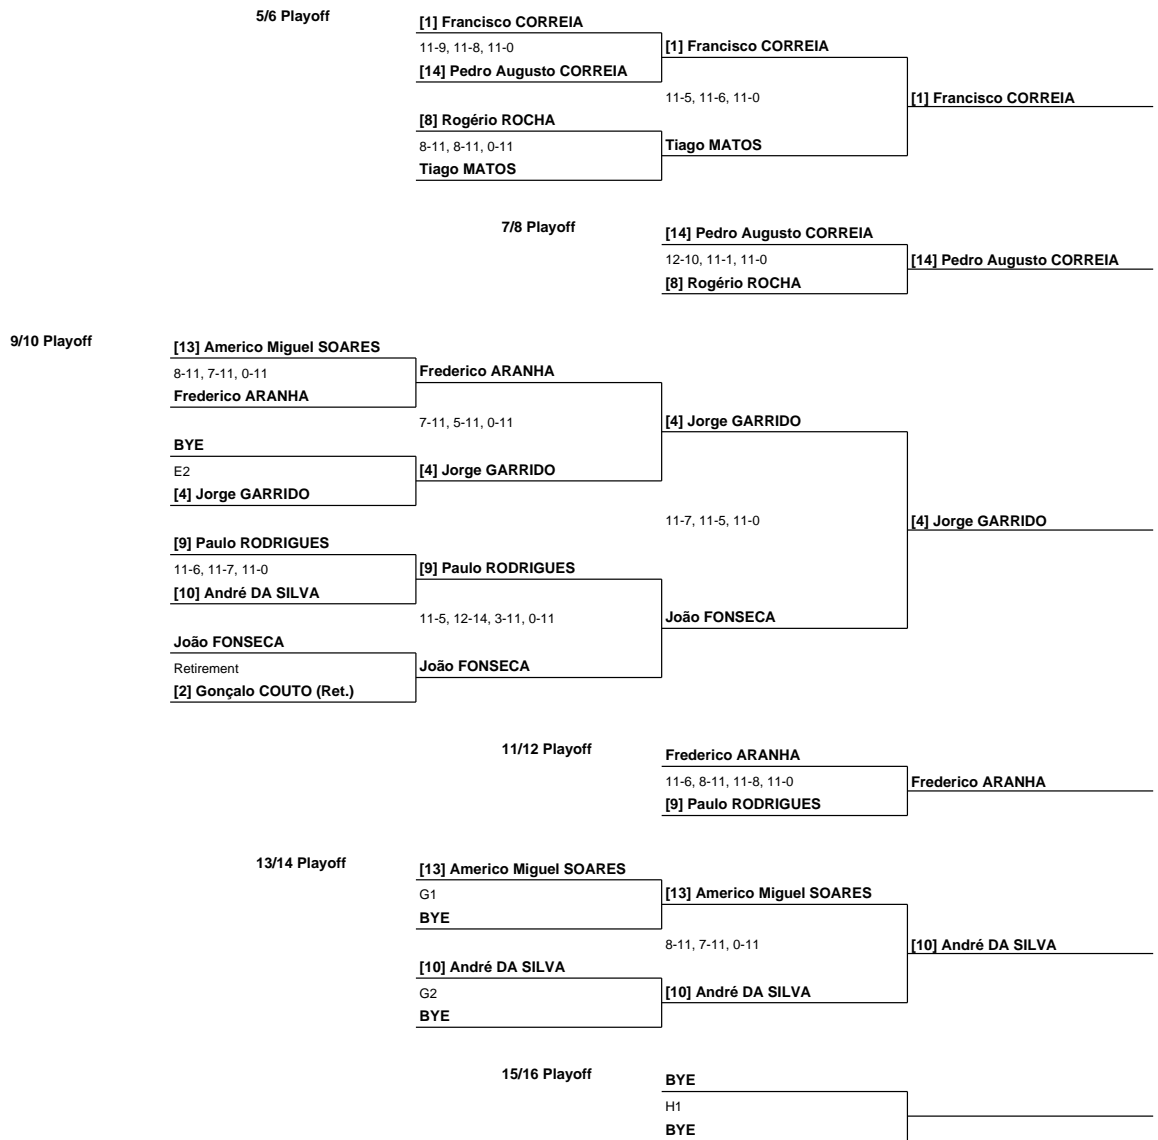 5/6 Playoff
[1] Francisco CORREIA
11-9, 11-8, 11-0
[1] Francisco CORREIA
[14] Pedro Augusto CORREIA
11-5, 11-6, 11-0
[1] Francisco CORREIA
[8] Rogério ROCHA
8-11, 8-11, 0-11
Tiago MATOS
Tiago MATOS
7/8 Playoff
[14] Pedro Augusto CORREIA
12-10, 11-1, 11-0
[14] Pedro Augusto CORREIA
[8] Rogério ROCHA
9/10 Playoff
[13] Americo Miguel SOARES
8-11, 7-11, 0-11
Frederico ARANHA
Frederico ARANHA
7-11, 5-11, 0-11
[4] Jorge GARRIDO
BYE
E2
[4] Jorge GARRIDO
[4] Jorge GARRIDO
11-7, 11-5, 11-0
[4] Jorge GARRIDO
[9] Paulo RODRIGUES
11-6, 11-7, 11-0
[9] Paulo RODRIGUES
[10] André DA SILVA
11-5, 12-14, 3-11, 0-11
João FONSECA
João FONSECA
Retirement
João FONSECA
[2] Gonçalo COUTO (Ret.)
11/12 Playoff
Frederico ARANHA
11-6, 8-11, 11-8, 11-0
Frederico ARANHA
[9] Paulo RODRIGUES
13/14 Playoff
[13] Americo Miguel SOARES
G1
[13] Americo Miguel SOARES
BYE
8-11, 7-11, 0-11
[10] André DA SILVA
[10] André DA SILVA
G2
[10] André DA SILVA
BYE
15/16 Playoff
BYE
H1
BYE